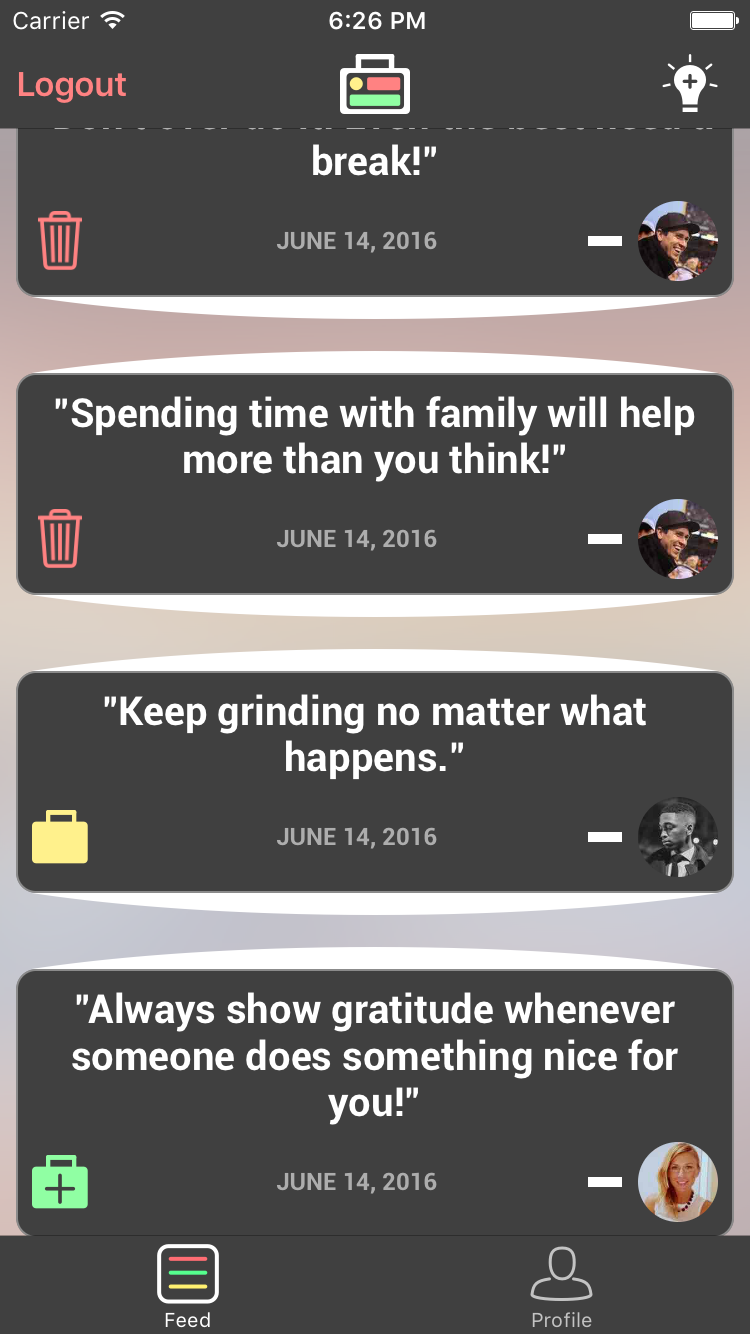 Carrier 6:26 PM
Logout
break!"
JUNE 14, 2016
"Spending time with family will help
more than you think!"
JUNE 14, 2016
"Keep grinding no matter what
happens."
JUNE 14, 2016
"Always show gratitude whenever
someone does something nice for
you!"
JUNE 14, 2016
Feed Profile